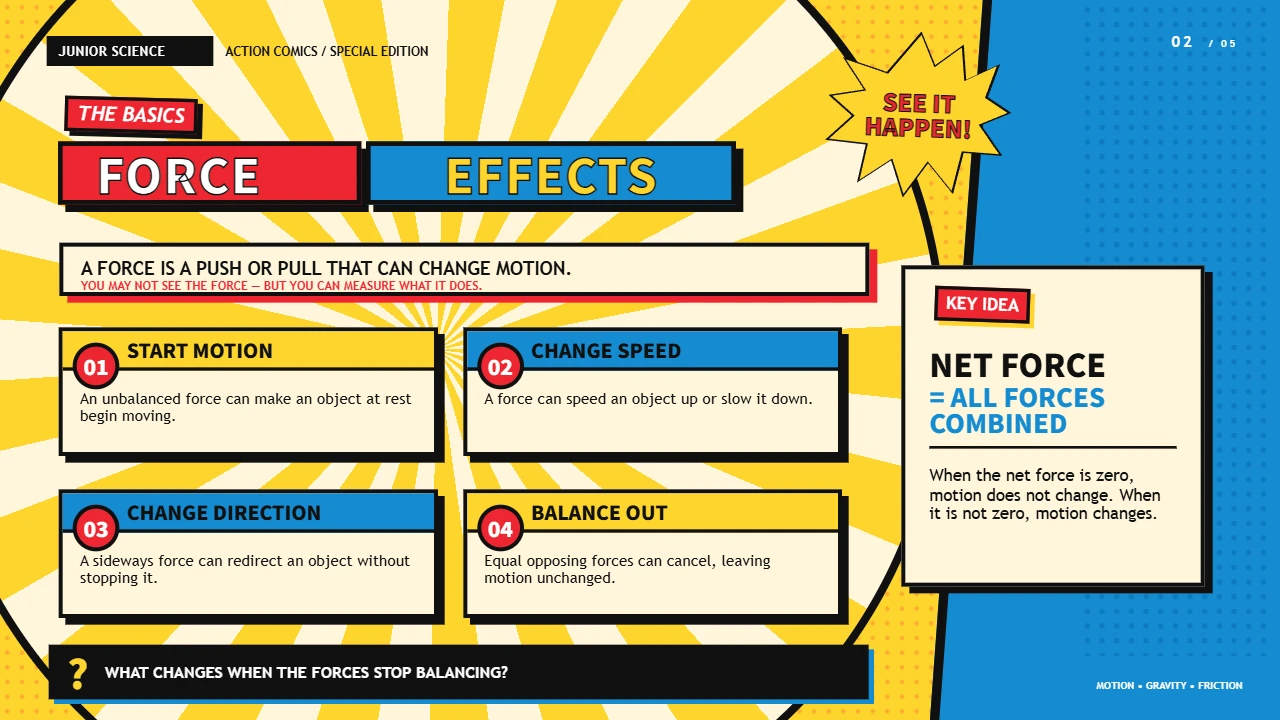 JUNIOR SCIENCE
ACTION COMICS / SPECIAL EDITION
02 / 05
THE BASICS
SEE IT
HAPPEN!
FORCE EFFECTS
A FORCE IS A PUSH OR PULL THAT CAN CHANGE MOTION.
YOU MAY NOT SEE THE FORCE — BUT YOU CAN MEASURE WHAT IT DOES.
01 START MOTION
An unbalanced force can make an object at rest
begin moving.
02 CHANGE SPEED
A force can speed an object up or slow it down.
03 CHANGE DIRECTION
A sideways force can redirect an object without
stopping it.
04 BALANCE OUT
Equal opposing forces can cancel, leaving
motion unchanged.
KEY IDEA
NET FORCE
= ALL FORCES
COMBINED
When the net force is zero,
motion does not change. When
it is not zero, motion changes.
? WHAT CHANGES WHEN THE FORCES STOP BALANCING?
MOTION • GRAVITY • FRICTION